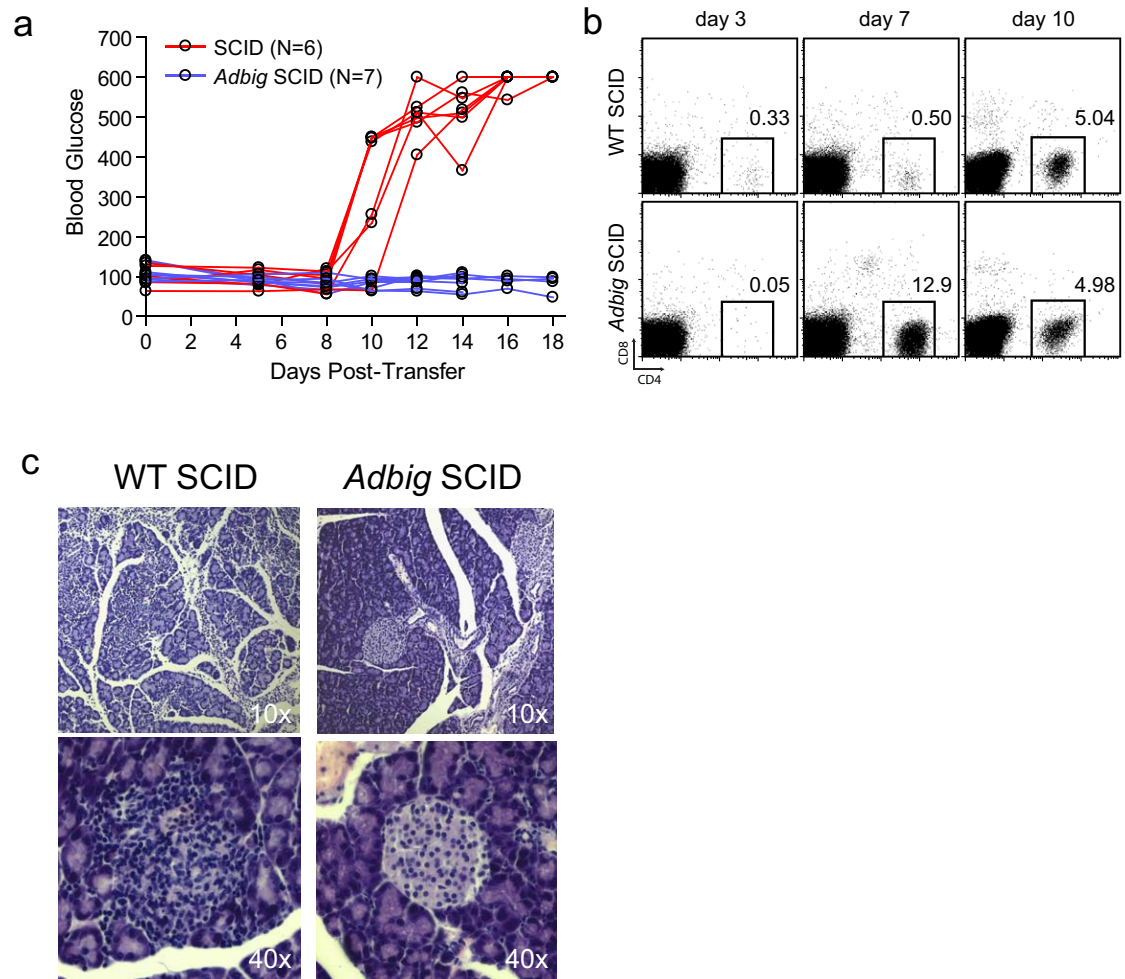 a
700
600
500
400
300
200
100
0
Blood Glucose
SCID (N=6)
Adbig SCID (N=7)
0 2 4 6 8 10 12 14 16 18
Days Post-Transfer
b
day 3 day 7 day 10
WT SCID
0.33 0.50 5.04
Adbig SCID
0.05 12.9 4.98
CD8
CD4
c
WT SCID Adbig SCID
10x 10x
40x 40x